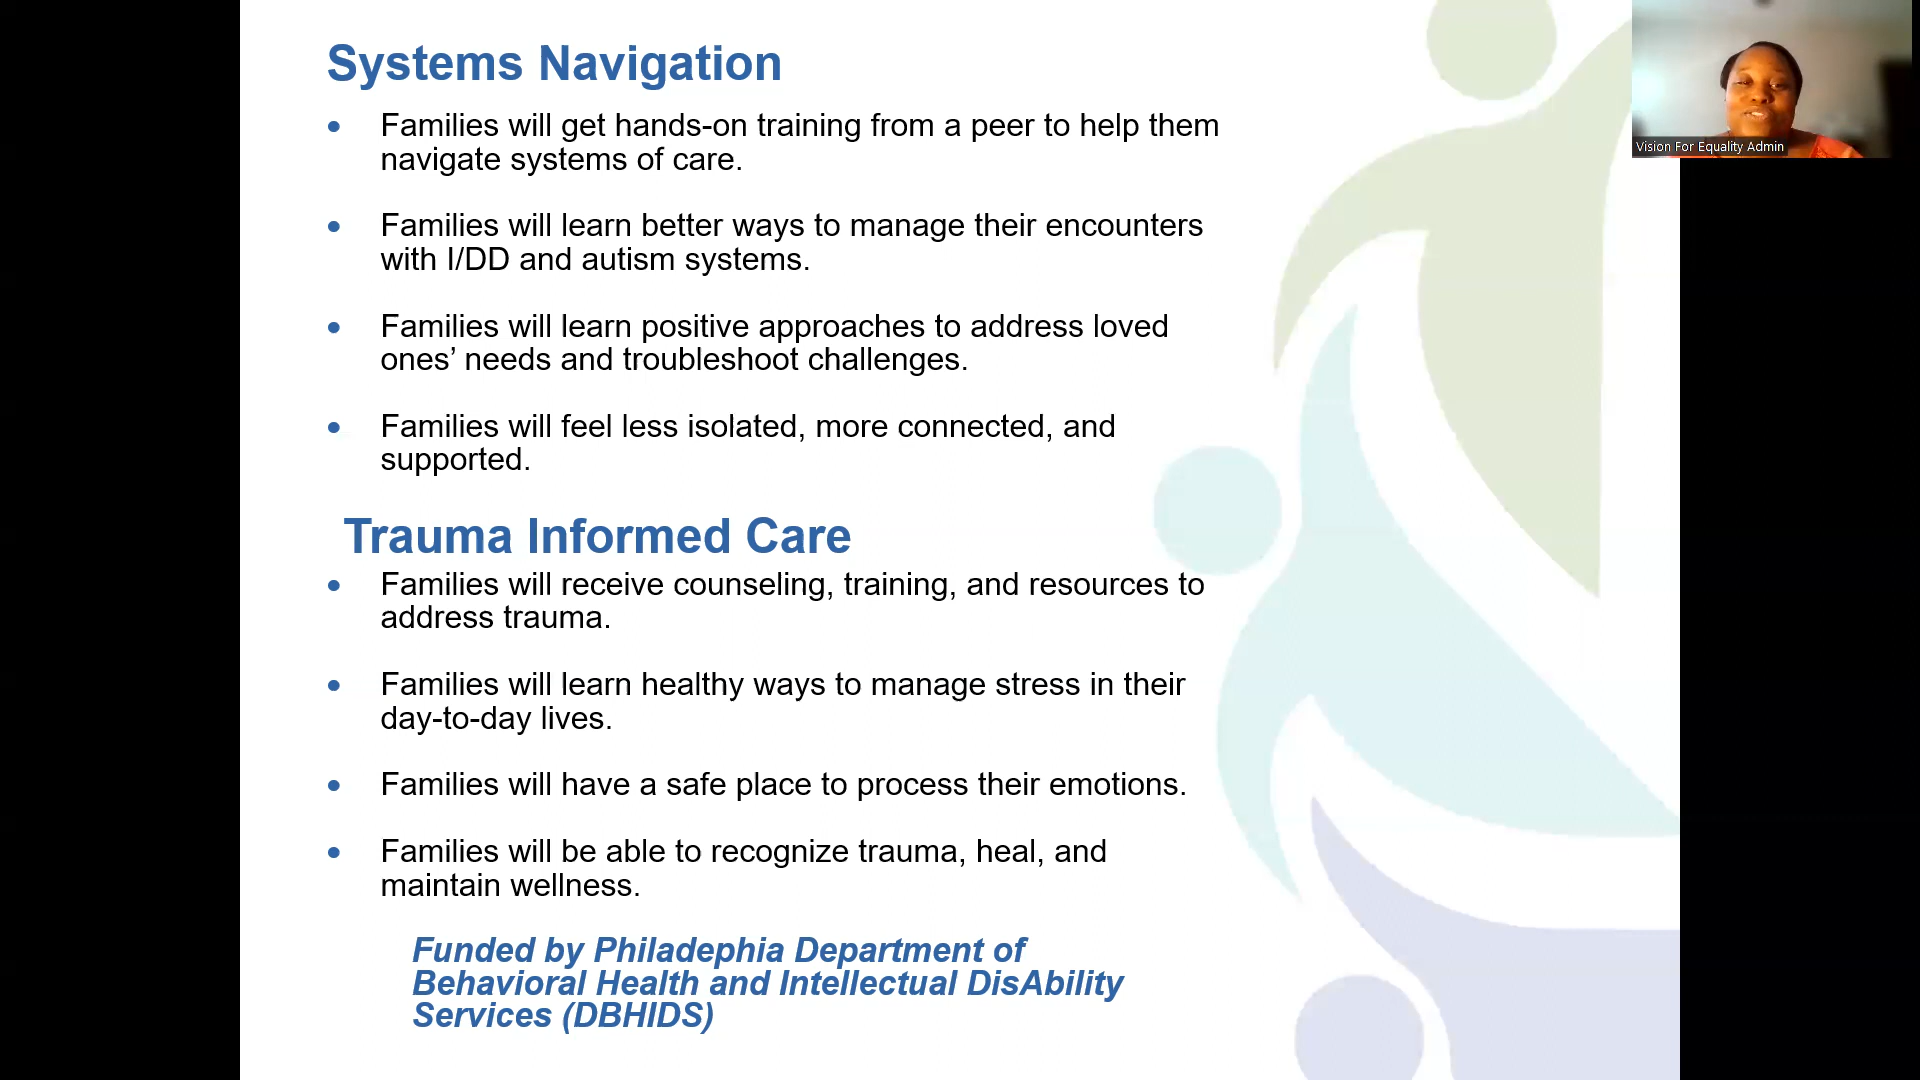 Systems Navigation
• Families will get hands-on training from a peer to help them
navigate systems of care.
• Families will learn better ways to manage their encounters
with I/DD and autism systems.
• Families will learn positive approaches to address loved
ones’ needs and troubleshoot challenges.
• Families will feel less isolated, more connected, and
supported.
Trauma Informed Care
• Families will receive counseling, training, and resources to
address trauma.
• Families will learn healthy ways to manage stress in their
day-to-day lives.
• Families will have a safe place to process their emotions.
• Families will be able to recognize trauma, heal, and
maintain wellness.
Funded by Philadephia Department of
Behavioral Health and Intellectual DisAbility
Services (DBHIDS)
Vision For Equality Admin